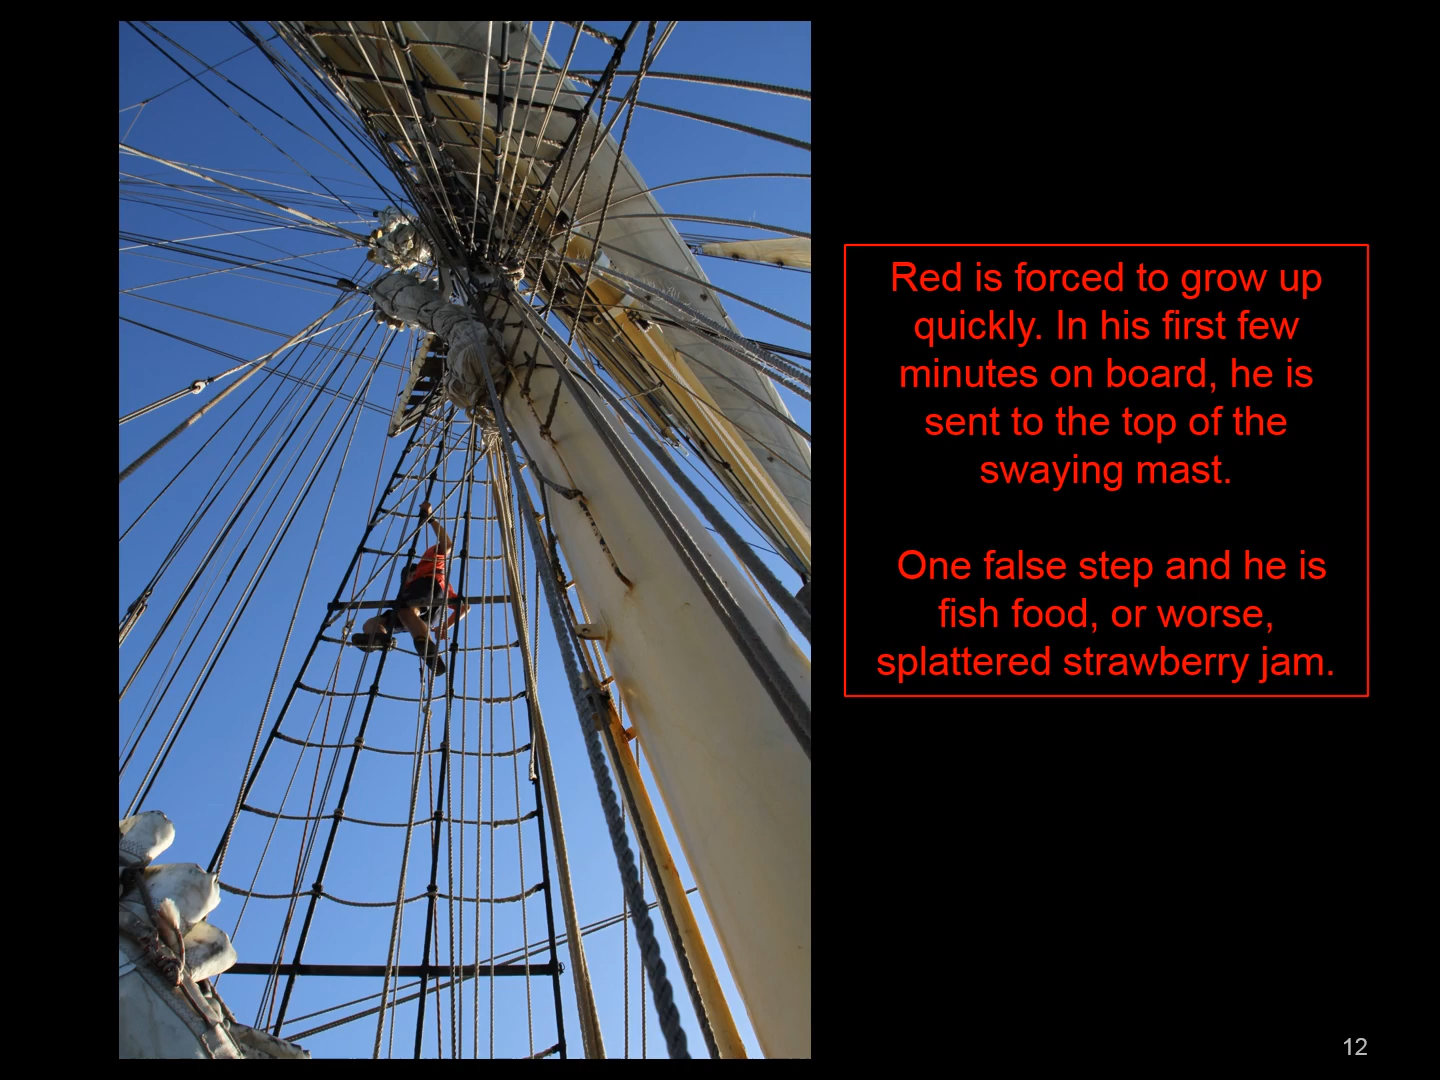 Red is forced to grow up
quickly. In his first few
minutes on board, he is
sent to the top of the
swaying mast.
One false step and he is
fish food, or worse,
splattered strawberry jam.
12